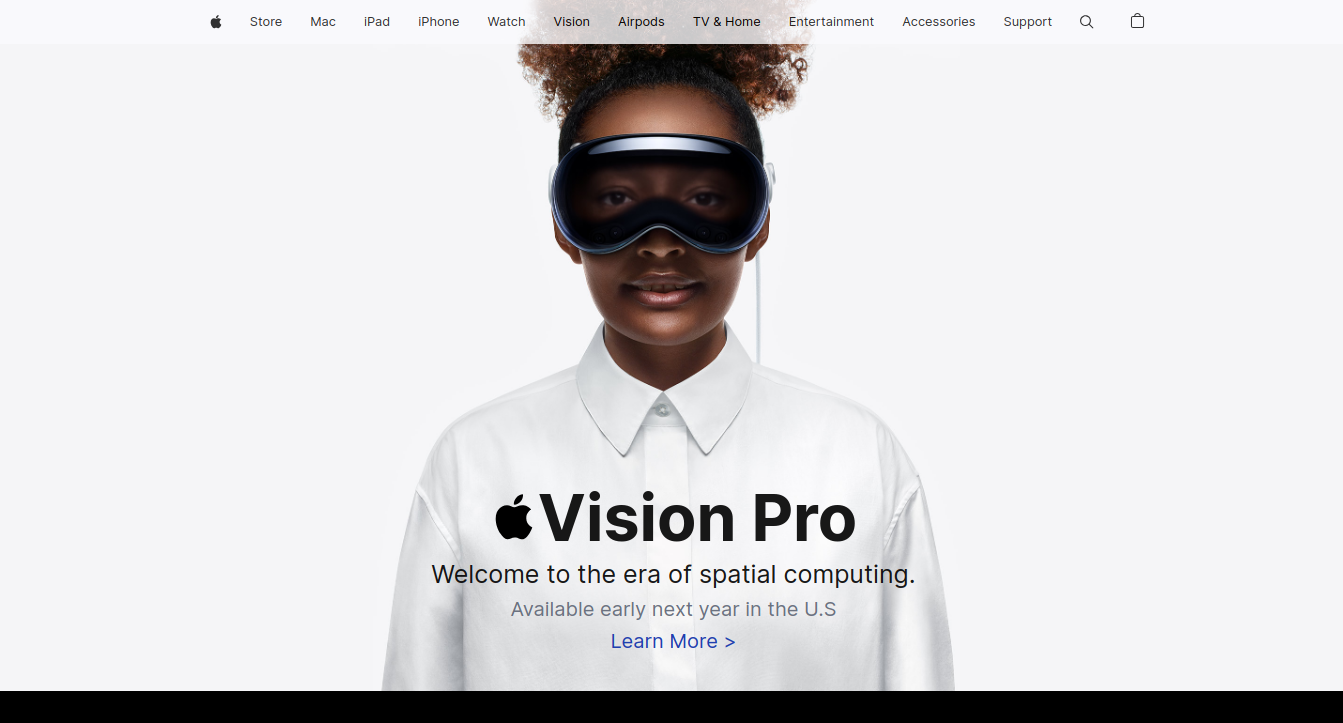 Store Mac iPad iPhone Watch Vision Airpods TV & Home Entertainment Accessories Support
Vision Pro
Welcome to the era of spatial computing.
Available early next year in the U.S
Learn More >